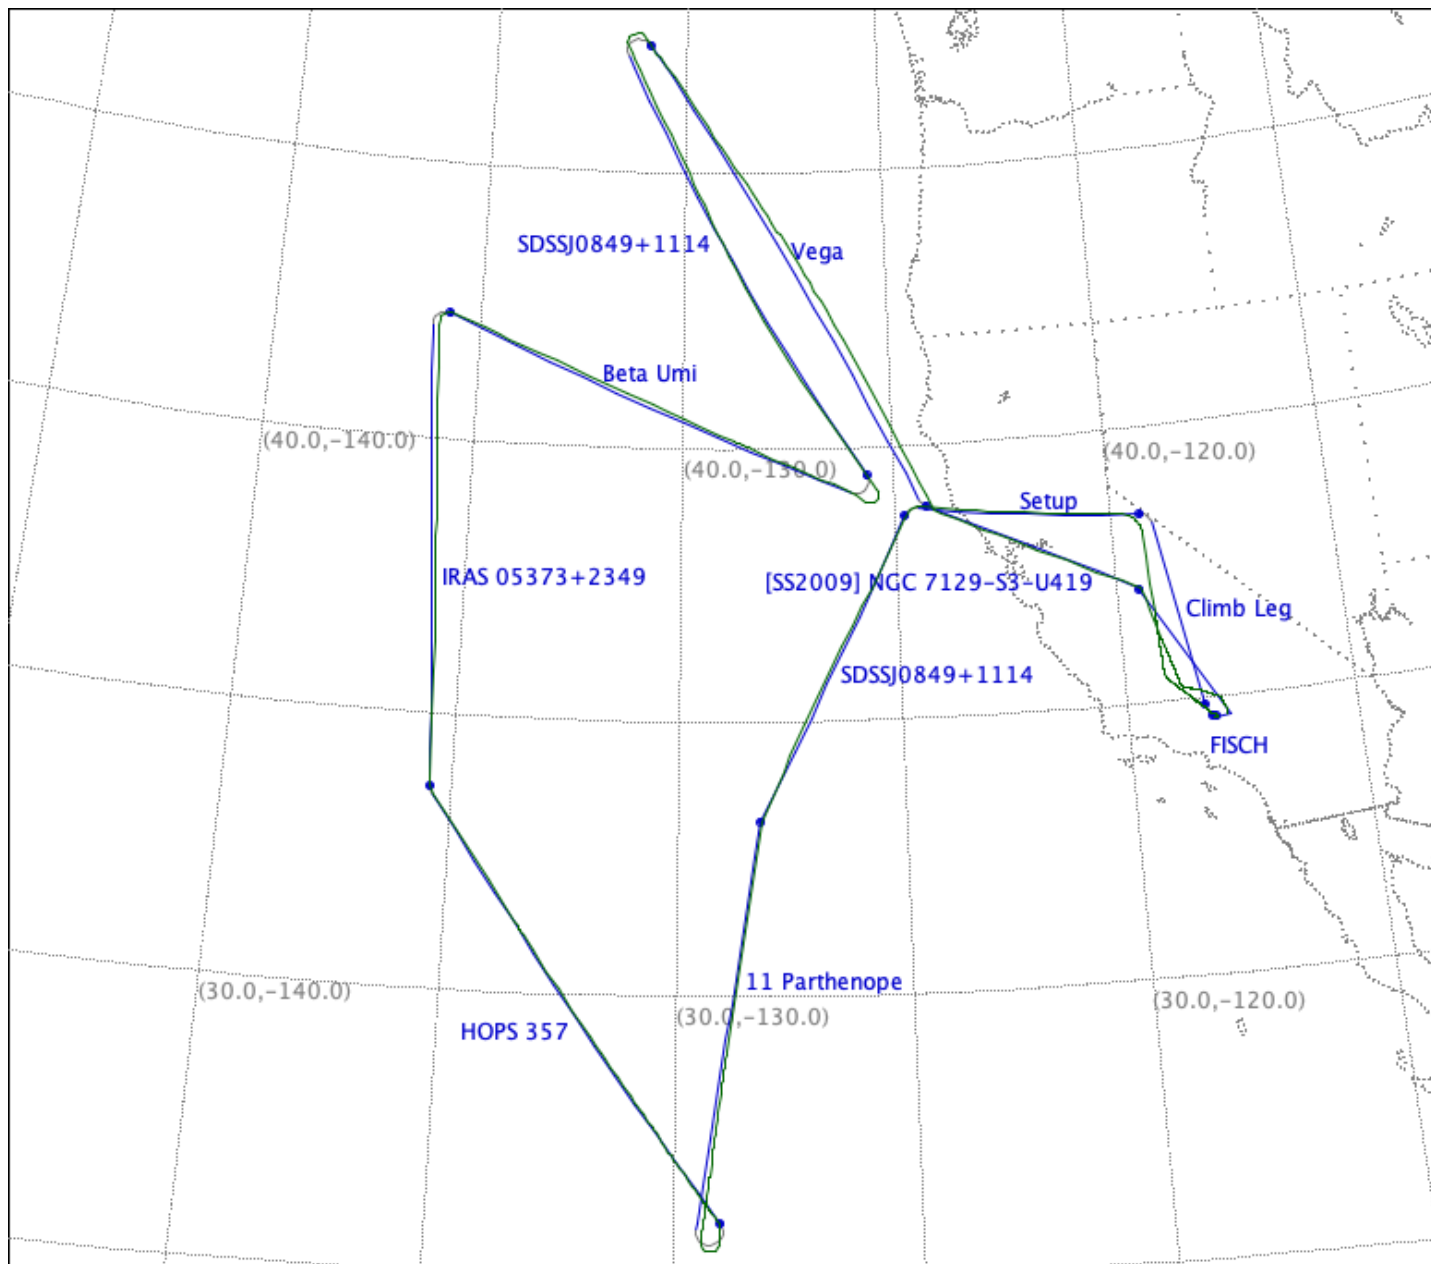 SDSSJ0849+1114
Vega
Beta Umi
(40.0,-140.0)
(40.0,-130.0)
(40.0,-120.0)
Setup
IRAS 05373+2349
[SS2009] NGC 7129-S3-U419
Climb Leg
SDSSJ0849+1114
FISCH
11 Parthenope
(30.0,-140.0)
(30.0,-130.0)
(30.0,-120.0)
HOPS 357